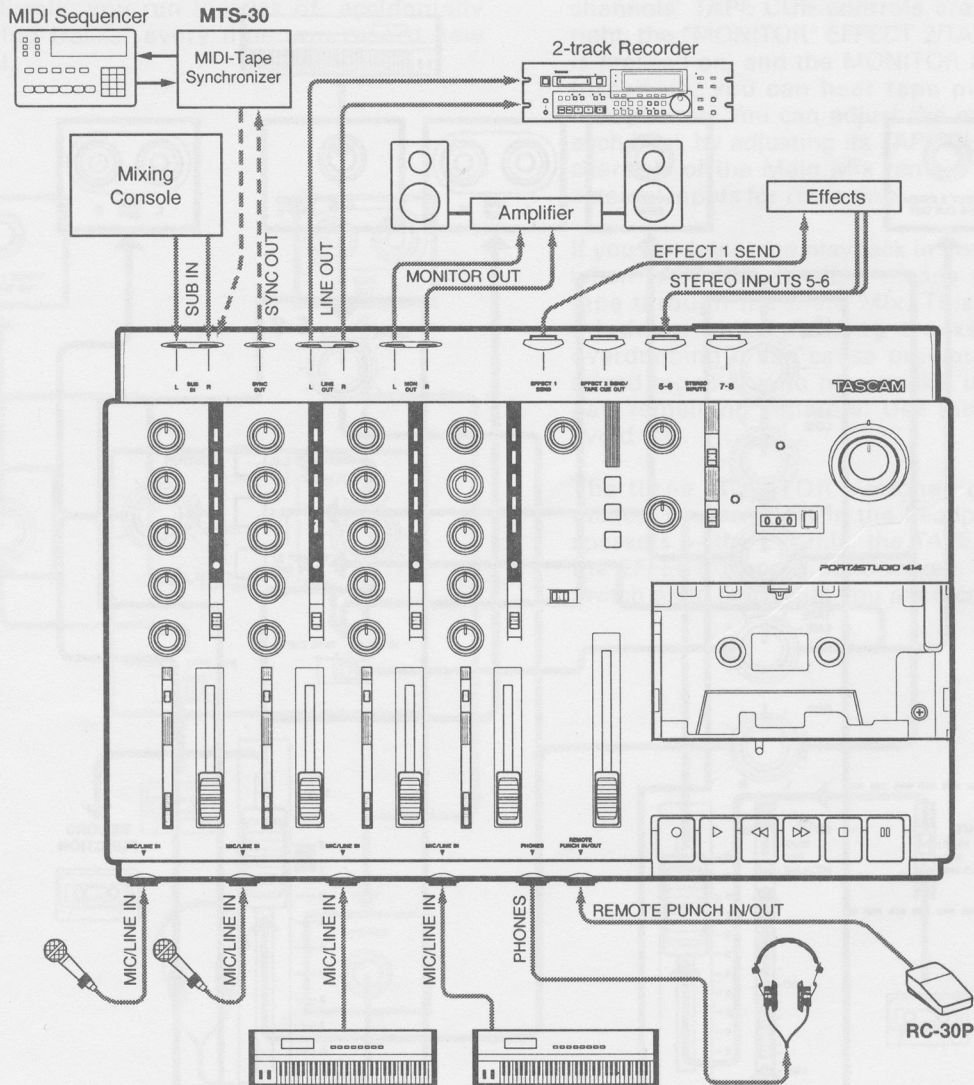 MIDI Sequencer
MTS-30
MIDI-Tape
Synchronizer
2-track Recorder
Mixing
Console
Amplifier
Effects
SUB IN
SYNC OUT
LINE OUT
MONITOR OUT
EFFECT 1 SEND
STEREO INPUTS 5-6
L SUB IN R
SYNC OUT
L LINE OUT R
L MON OUT R
EFFECT 1
SEND
EFFECT 2 SEND/
TAPE CUE OUT
5-6 STEREO INPUTS 7-8
TASCAM
000
PORTASTUDIO 414
MIC/LINE IN
MIC/LINE IN
MIC/LINE IN
MIC/LINE IN
PHONES
REMOTE
PUNCH IN/OUT
MIC/LINE IN
MIC/LINE IN
MIC/LINE IN
MIC/LINE IN
PHONES
REMOTE PUNCH IN/OUT
RC-30P